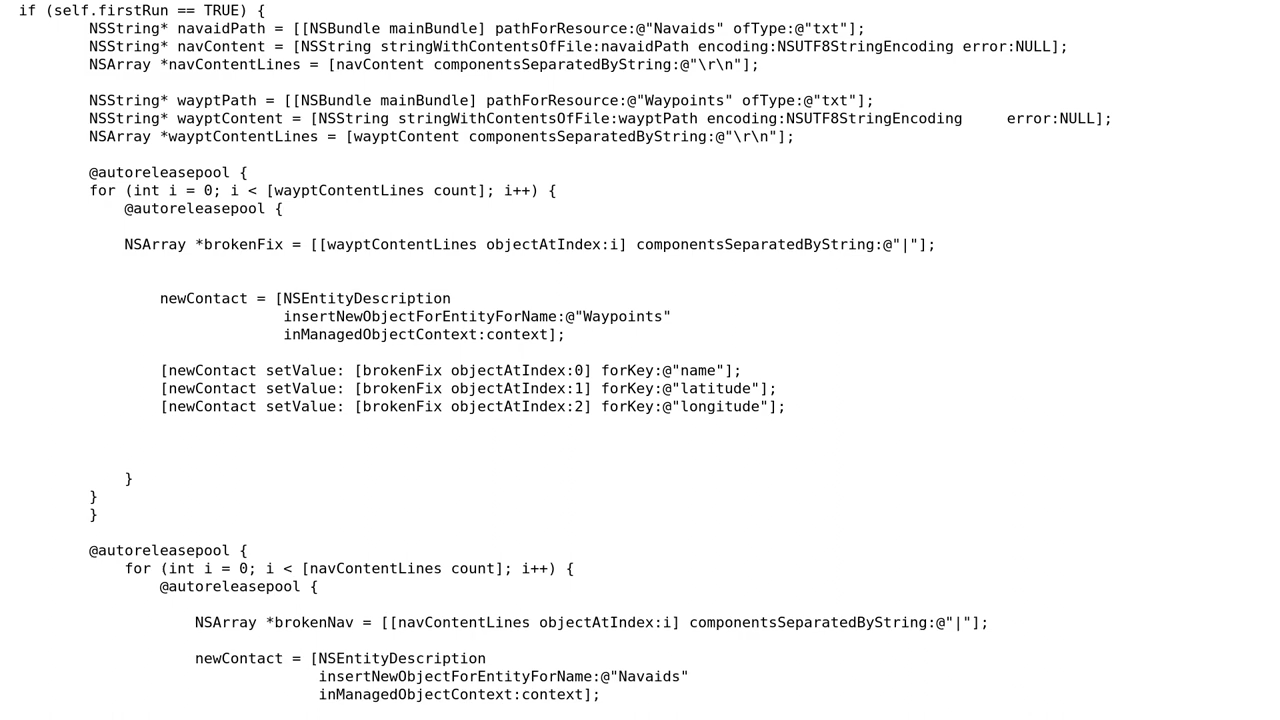 if (self.firstRun == TRUE) {
        NSString* navaidPath = [[NSBundle mainBundle] pathForResource:@"Navaids" ofType:@"txt"];
        NSString* navContent = [NSString stringWithContentsOfFile:navaidPath encoding:NSUTF8StringEncoding error:NULL];
        NSArray *navContentLines = [navContent componentsSeparatedByString:@"\r\n"];

        NSString* wayptPath = [[NSBundle mainBundle] pathForResource:@"Waypoints" ofType:@"txt"];
        NSString* wayptContent = [NSString stringWithContentsOfFile:wayptPath encoding:NSUTF8StringEncoding     error:NULL];
        NSArray *wayptContentLines = [wayptContent componentsSeparatedByString:@"\r\n"];

        @autoreleasepool {
        for (int i = 0; i < [wayptContentLines count]; i++) {
            @autoreleasepool {

            NSArray *brokenFix = [[wayptContentLines objectAtIndex:i] componentsSeparatedByString:@"|"];


                newContact = [NSEntityDescription
                              insertNewObjectForEntityForName:@"Waypoints"
                              inManagedObjectContext:context];

                [newContact setValue: [brokenFix objectAtIndex:0] forKey:@"name"];
                [newContact setValue: [brokenFix objectAtIndex:1] forKey:@"latitude"];
                [newContact setValue: [brokenFix objectAtIndex:2] forKey:@"longitude"];



            }
        }
        }

        @autoreleasepool {
            for (int i = 0; i < [navContentLines count]; i++) {
                @autoreleasepool {

                    NSArray *brokenNav = [[navContentLines objectAtIndex:i] componentsSeparatedByString:@"|"];

                    newContact = [NSEntityDescription
                                  insertNewObjectForEntityForName:@"Navaids"
                                  inManagedObjectContext:context];